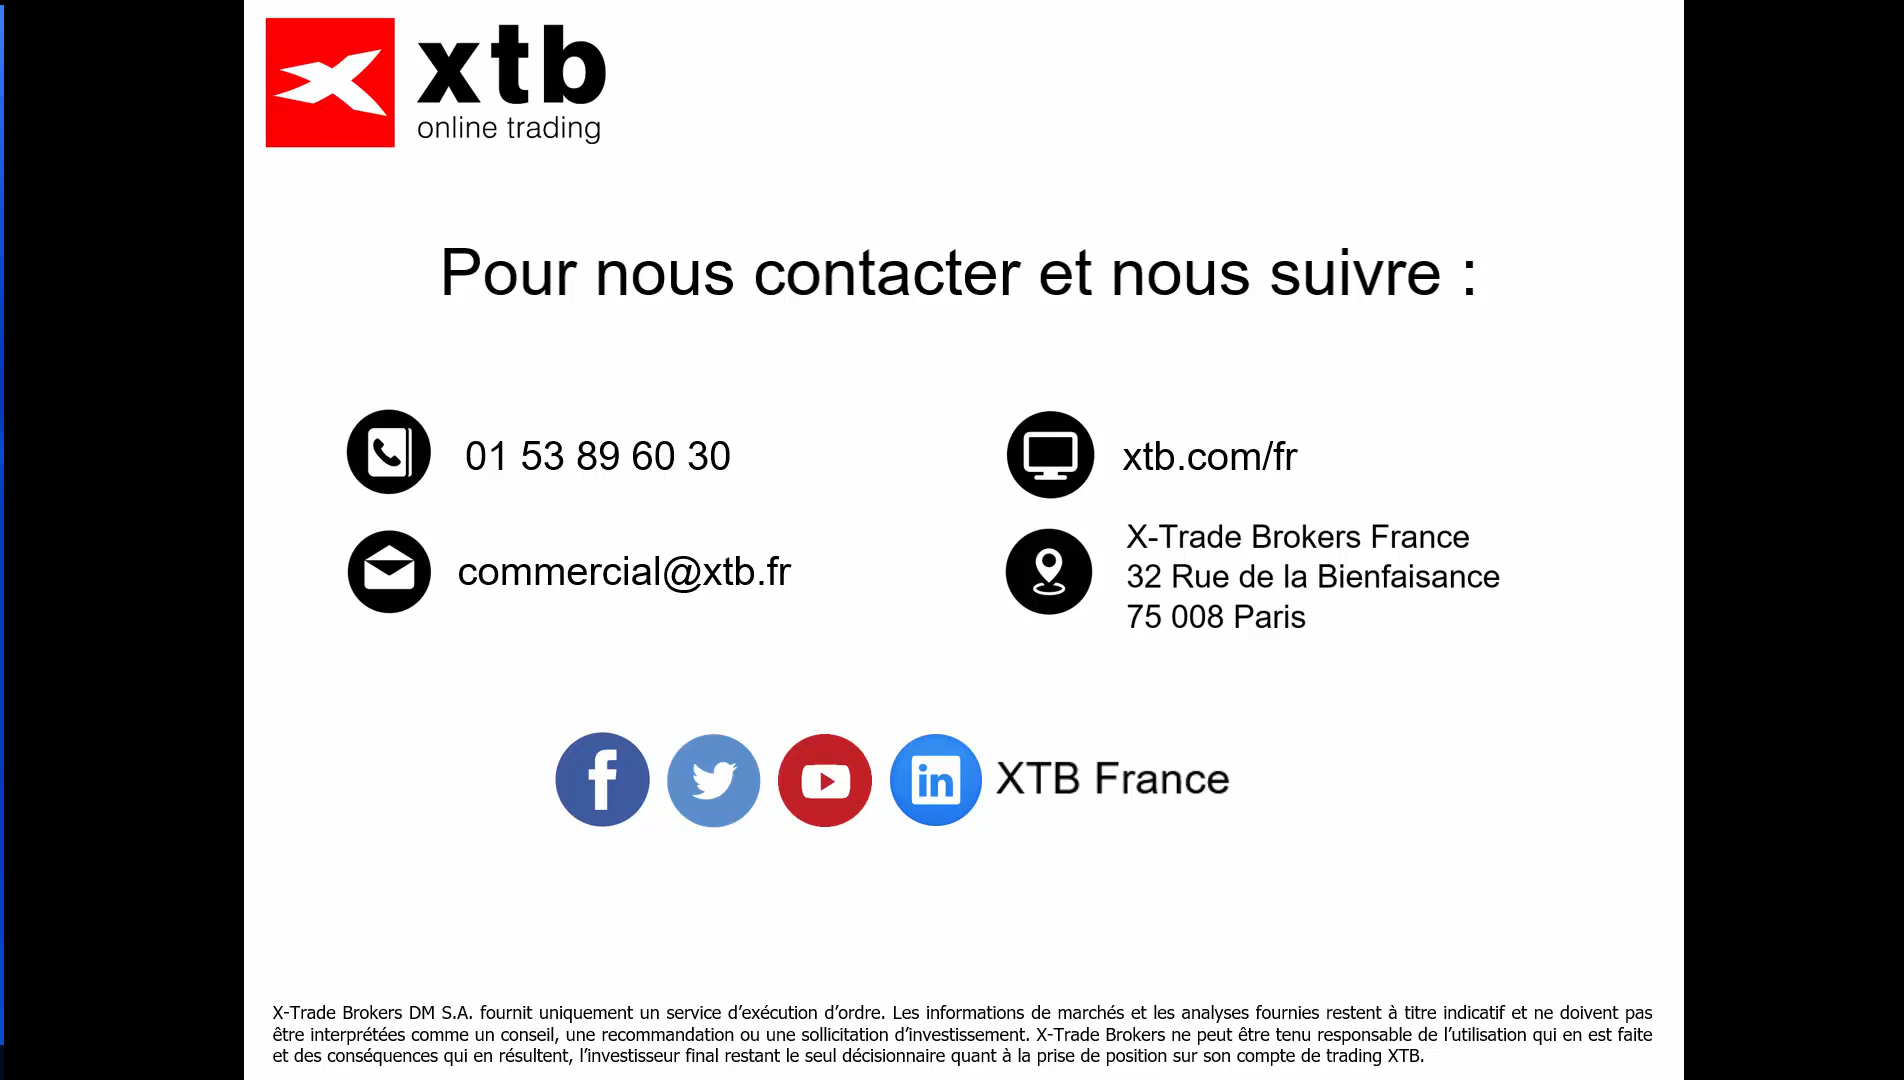 xtb
online trading
Pour nous contacter et nous suivre :
01 53 89 60 30
xtb.com/fr
commercial@xtb.fr
X-Trade Brokers France
32 Rue de la Bienfaisance
75 008 Paris
f
in
XTB France
X-Trade Brokers DM S.A. fournit uniquement un service d’exécution d’ordre. Les informations de marchés et les analyses fournies restent à titre indicatif et ne doivent pas
être interprétées comme un conseil, une recommandation ou une sollicitation d’investissement. X-Trade Brokers ne peut être tenu responsable de l’utilisation qui en est faite
et des conséquences qui en résultent, l’investisseur final restant le seul décisionnaire quant à la prise de position sur son compte de trading XTB.